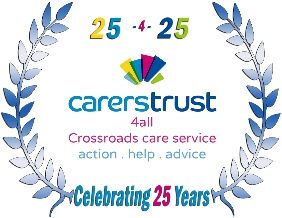 25 -4- 25
carerstrust
4all
Crossroads care service
action . help . advice
Celebrating 25 Years